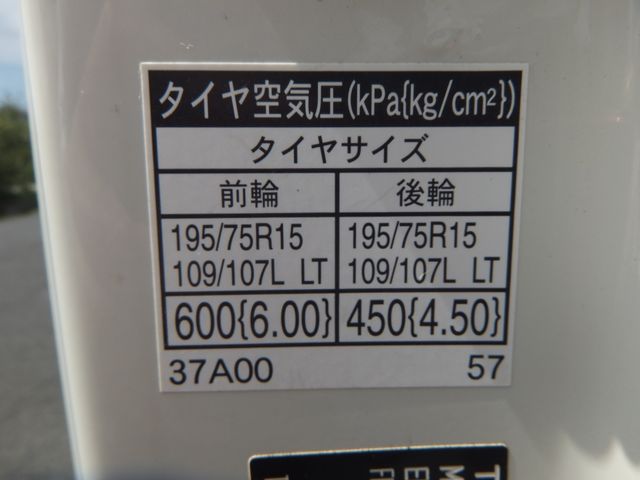 タイヤ空気圧(kPa{kg/cm²})
タイヤサイズ
前輪 後輪
195/75R15 195/75R15
109/107L LT 109/107L LT
600{6.00} 450{4.50}
37A00 57